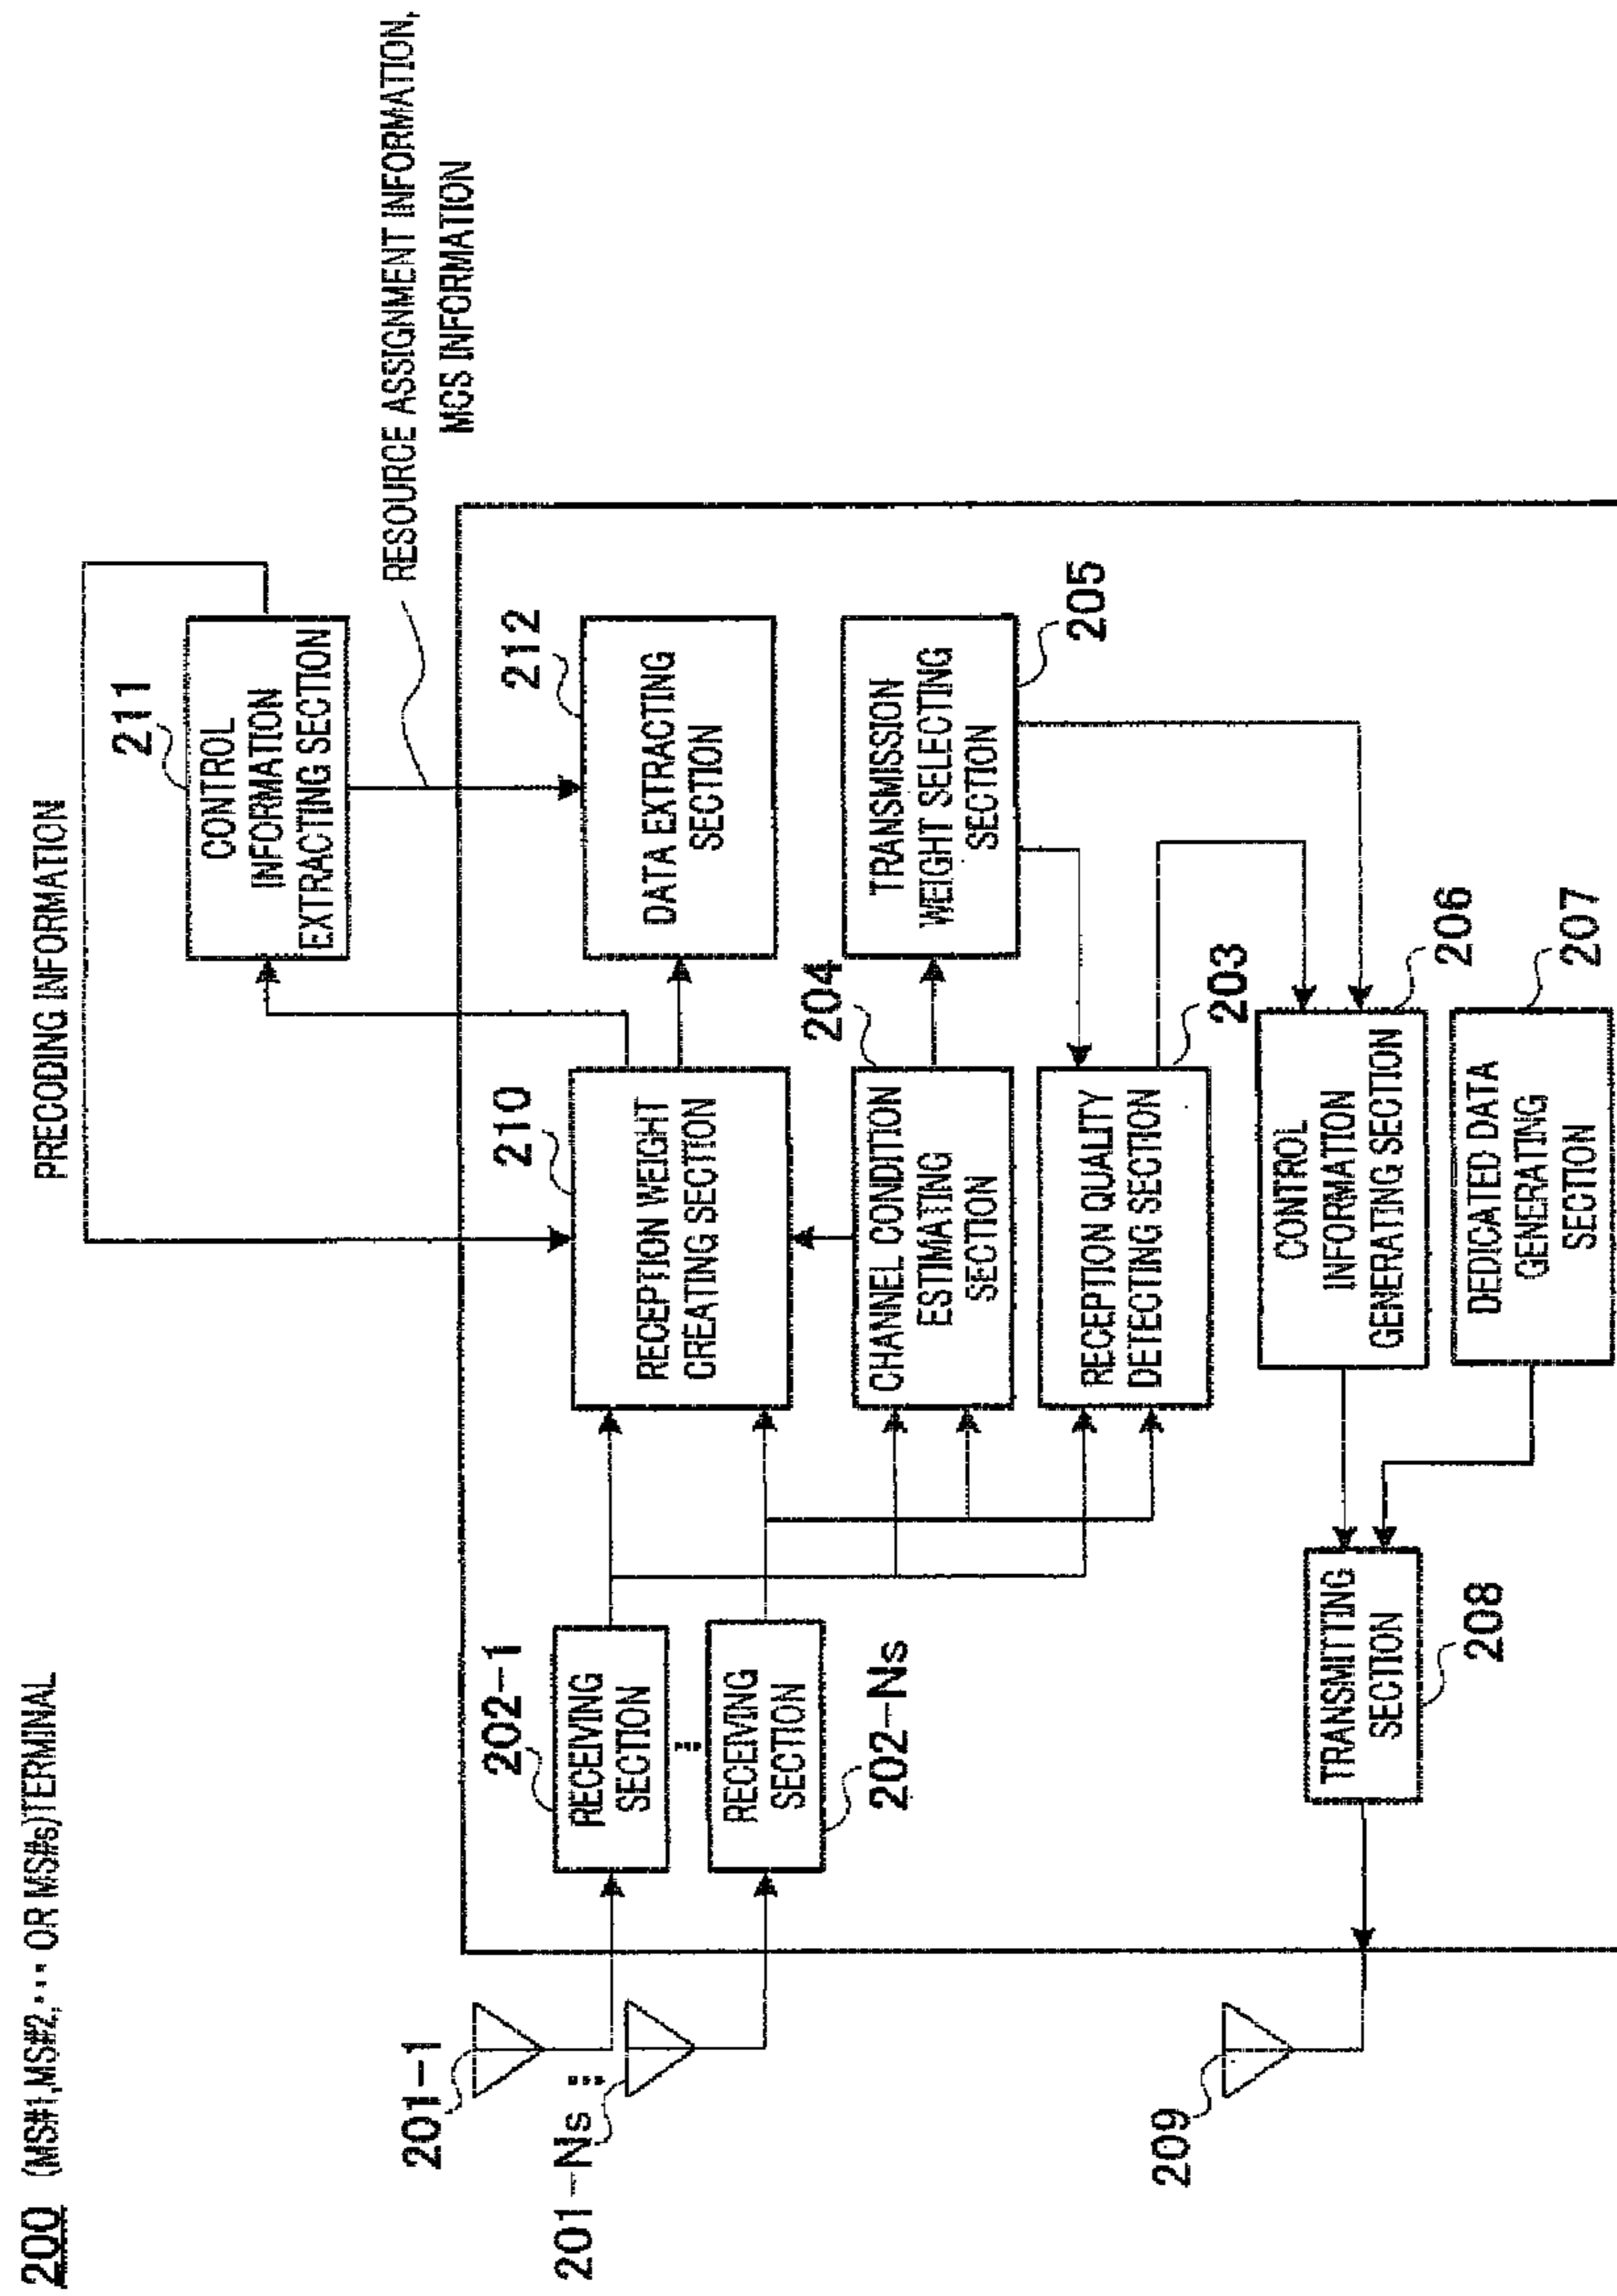 200 (MS#1,MS#2,··· OR MS#s)TERMINAL
PRECODING INFORMATION
211
CONTROL
INFORMATION
EXTRACTING SECTION
RESOURCE ASSIGNMENT INFORMATION,
MCS INFORMATION
201-1
...
201-Ns
202-1
RECEIVING
SECTION
...
RECEIVING
SECTION
202-Ns
210
RECEPTION WEIGHT
CREATING SECTION
212
DATA EXTRACTING
SECTION
204
CHANNEL CONDITION
ESTIMATING
SECTION
TRANSMISSION
WEIGHT SELECTING
SECTION
205
RECEPTION QUALITY
DETECTING SECTION
203
209
TRANSMITTING
SECTION
208
CONTROL
INFORMATION
GENERATING SECTION
206
DEDICATED DATA
GENERATING
SECTION
207